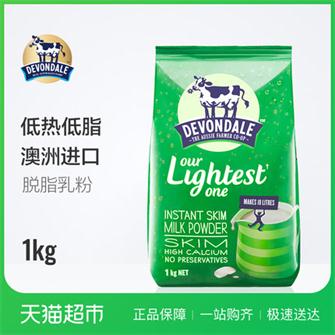 DEVONDALE
低热低脂
澳洲进口
脱脂乳粉
1kg
DEVONDALE
THE AUSSIE FARMER CO-OP
our
Lightest
one
MAKES 10 LITRES
INSTANT SKIM
MILK POWDER
SKIM
HIGH CALCIUM
NO PRESERVATIVES
1 kg NET
天猫超市
正品保障 | 一站购齐 | 极速送达